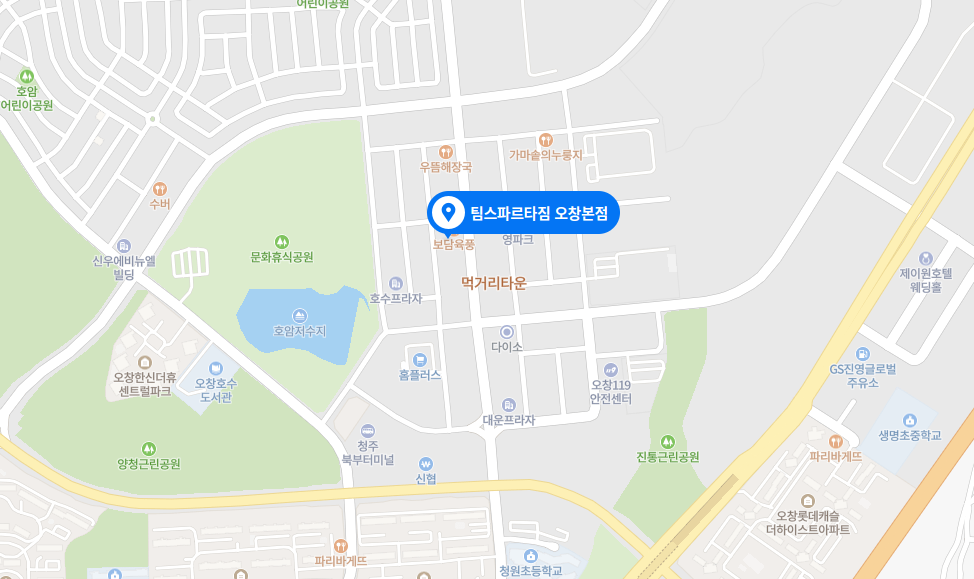 어린이공원
호암
어린이공원
우뜸해장국
가마솥의누룽지
수버
팀스파르타짐 오창본점
보담육풍
영파크
신우에비뉴엘
빌딩
문화휴식공원
제이원호텔
웨딩홀
먹거리타운
호수프라자
호암저수지
다이소
홈플러스
오창한신더휴
센트럴파크
오창호수
도서관
오창119
안전센터
GS진영글로벌
주유소
대운프라자
생명초중학교
청주
북부터미널
양청근린공원
진통근린공원
파리바게뜨
신협
오창롯데캐슬
더하이스트아파트
파리바게뜨
청원초등학교